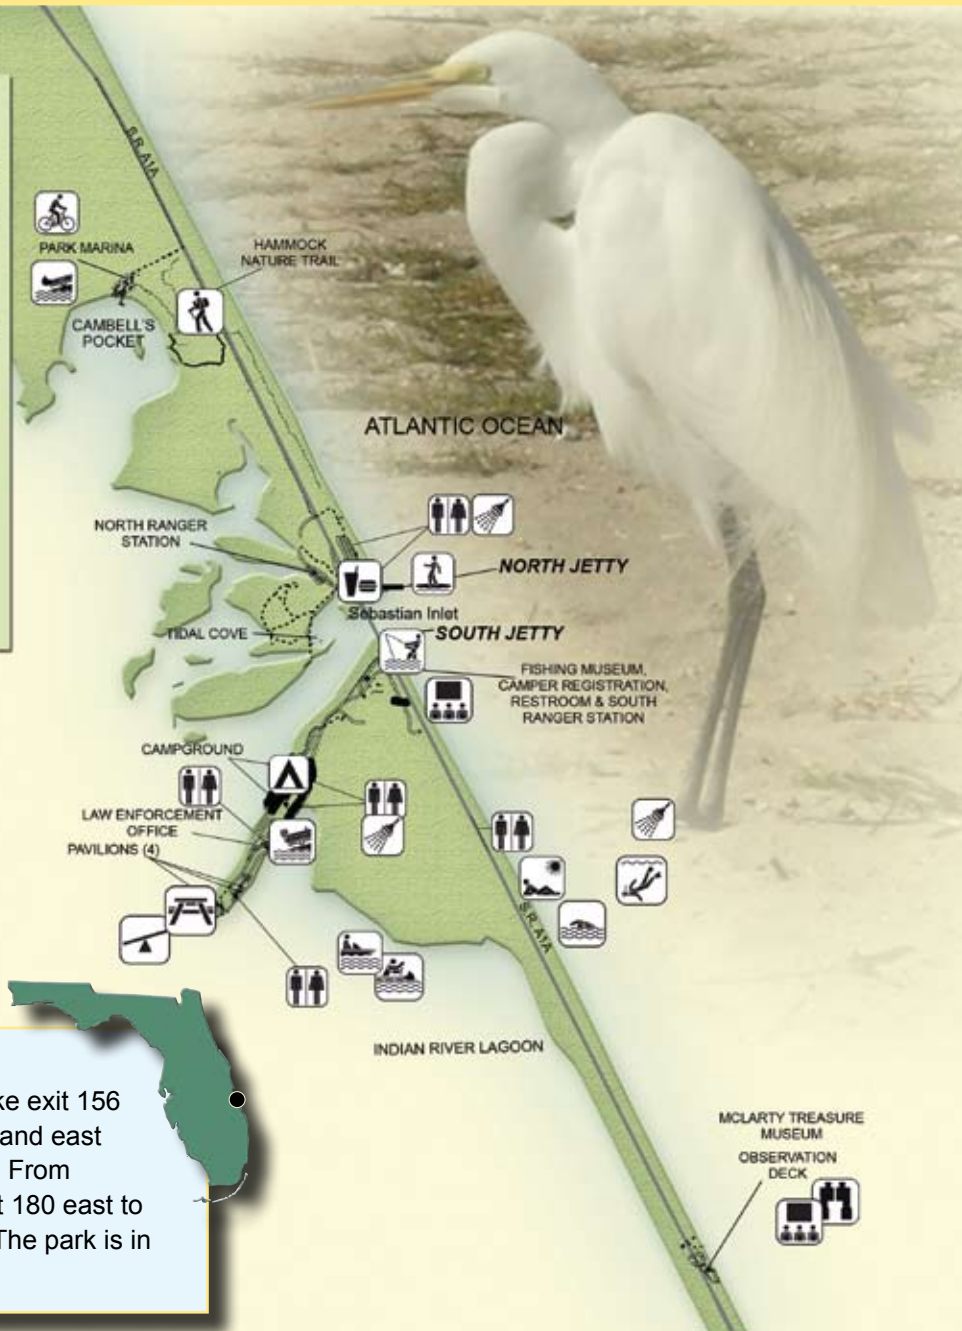 S.R. A1A
PARK MARINA
HAMMOCK
NATURE TRAIL
CAMBELL'S
POCKET
ATLANTIC OCEAN
NORTH RANGER
STATION
NORTH JETTY
Sebastian Inlet
TIDAL COVE
SOUTH JETTY
FISHING MUSEUM,
CAMPER REGISTRATION,
RESTROOM & SOUTH
RANGER STATION
CAMPGROUND
LAW ENFORCEMENT
OFFICE
PAVILIONS (4)
S.R. A1A
INDIAN RIVER LAGOON
ke exit 156
and east
From
t 180 east to
The park is in
MCLARTY TREASURE
MUSEUM
OBSERVATION
DECK